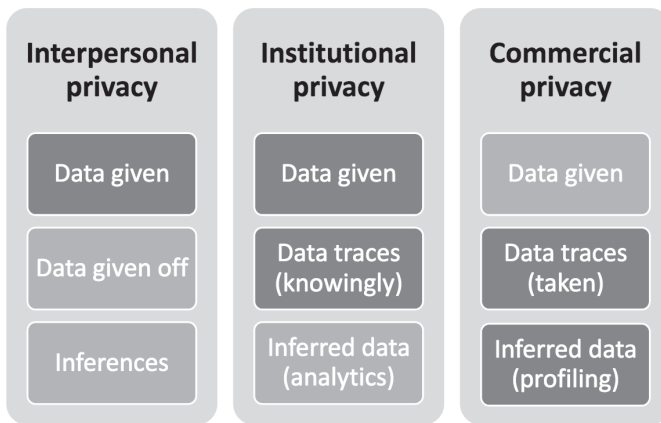 Interpersonal
privacy
Data given
Data given off
Inferences
Institutional
privacy
Data given
Data traces
(knowingly)
Inferred data
(analytics)
Commercial
privacy
Data given
Data traces
(taken)
Inferred data
(profiling)